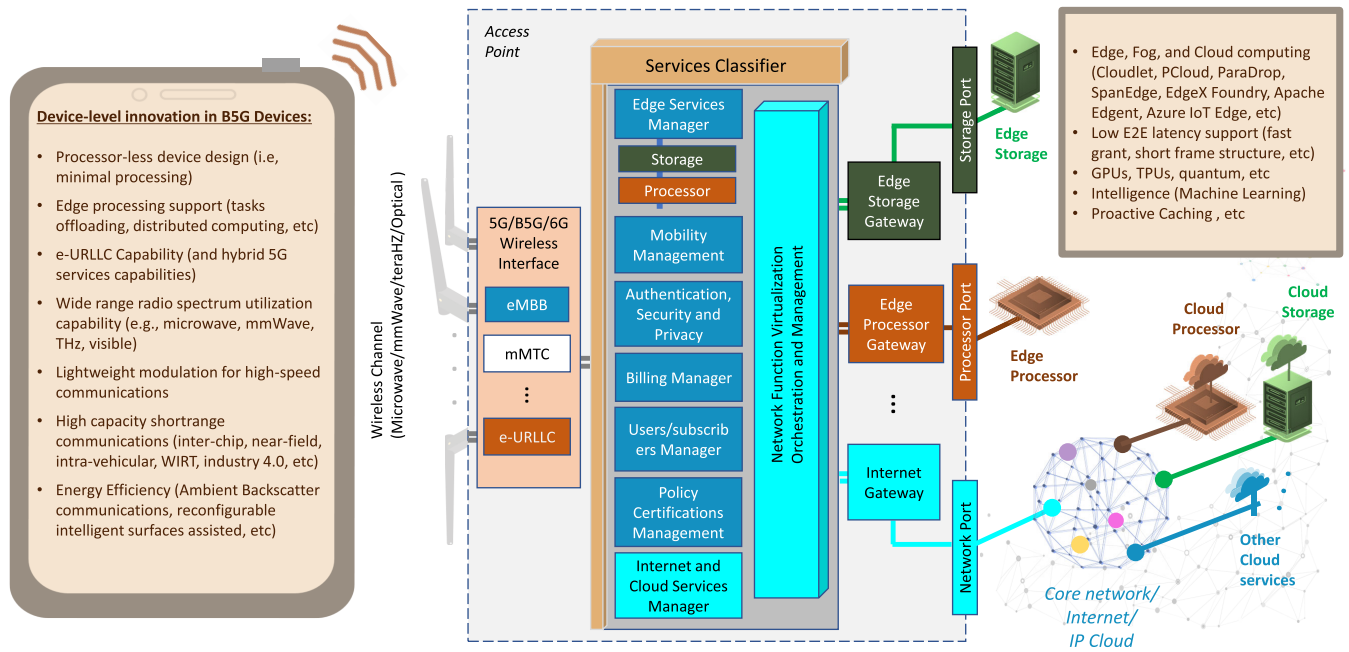 Device-level innovation in B5G Devices:
• Processor-less device design (i.e,
minimal processing)
• Edge processing support (tasks
offloading, distributed computing, etc)
• e-URLLC Capability (and hybrid 5G
services capabilities)
• Wide range radio spectrum utilization
capability (e.g., microwave, mmWave,
THz, visible)
• Lightweight modulation for high-speed
communications
• High capacity shortrange
communications (inter-chip, near-field,
intra-vehicular, WIRT, industry 4.0, etc)
• Energy Efficiency (Ambient Backscatter
communications, reconfigurable
intelligent surfaces assisted, etc)
Wireless Channel
(Microwave/mmWave/teraHZ/Optical )
Access
Point
5G/B5G/6G
Wireless
Interface
eMBB
mMTC
⋮
e-URLLC
Services Classifier
Edge Services
Manager
Storage
Processor
Mobility
Management
Authentication,
Security and
Privacy
Billing Manager
Users/subscrib
ers Manager
Policy
Certifications
Management
Internet and
Cloud Services
Manager
Network Function Virtualization
Orchestration and Management
Edge
Storage
Gateway
Edge
Processor
Gateway
⋮
Internet
Gateway
Storage Port
Processor Port
Network Port
Edge
Storage
• Edge, Fog, and Cloud computing
(Cloudlet, PCloud, ParaDrop,
SpanEdge, EdgeX Foundry, Apache
Edgent, Azure IoT Edge, etc)
• Low E2E latency support (fast
grant, short frame structure, etc)
• GPUs, TPUs, quantum, etc
• Intelligence (Machine Learning)
• Proactive Caching , etc
Edge
Processor
Cloud
Processor
Cloud
Storage
Other
Cloud
services
Core network/
Internet/
IP Cloud